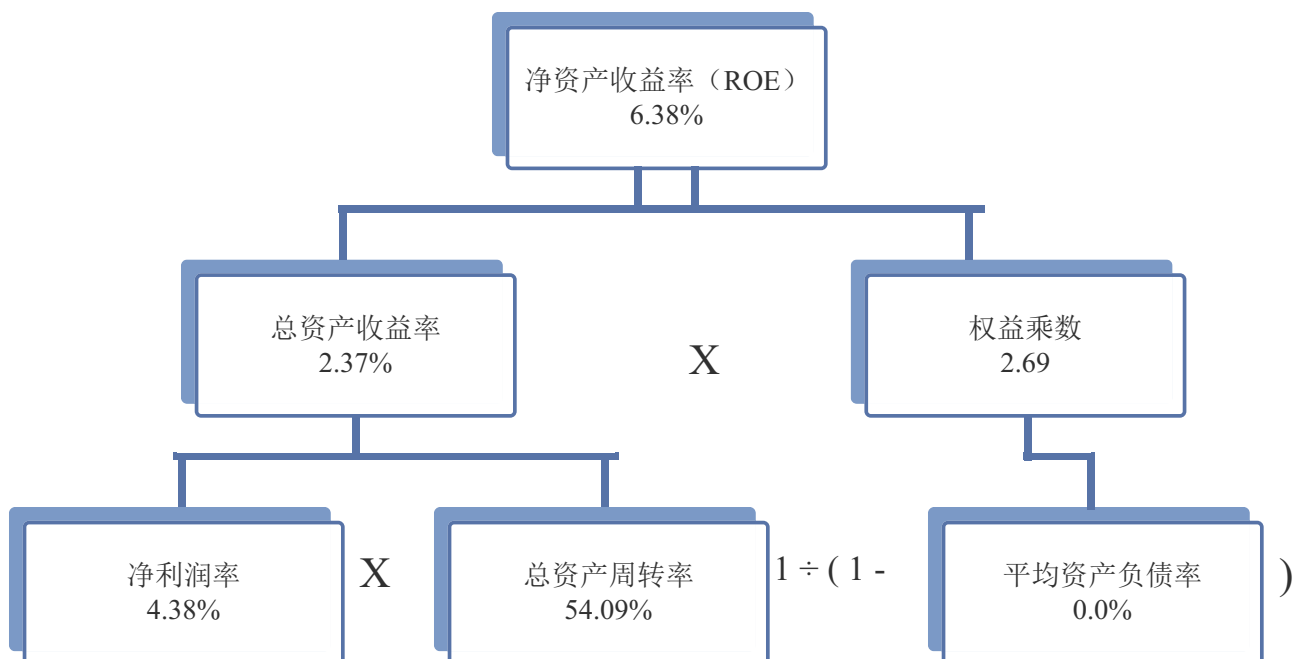 净资产收益率（ROE）
6.38%
总资产收益率
2.37%
X
权益乘数
2.69
净利润率
4.38%
X
总资产周转率
54.09%
1 ÷ ( 1 -
平均资产负债率
0.0%
)